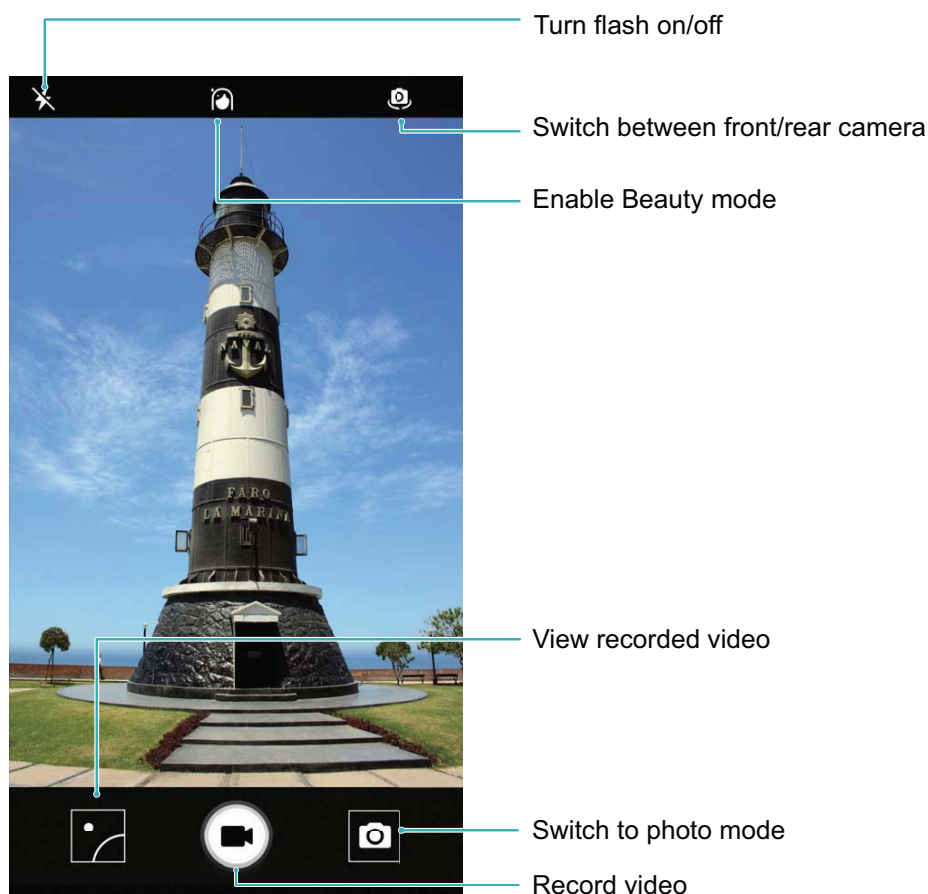 Turn flash on/off
Switch between front/rear camera
Enable Beauty mode
NAVAL
FARO
LA MARINA
View recorded video
Switch to photo mode
Record video